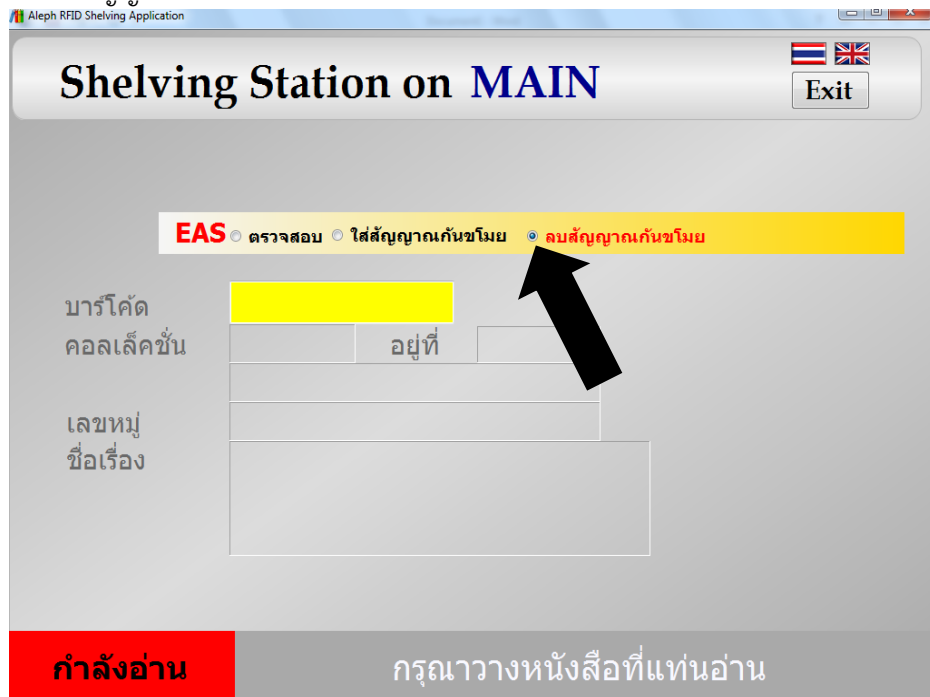 Aleph RFID Shelving Application
Shelving Station on MAIN
Exit
EAS ตรวจสอบ ใส่สัญญาณกันขโมย ลบสัญญาณกันขโมย
บาร์โค้ด
คอลเล็คชั่น อยู่ที่
เลขหมู่
ชื่อเรื่อง
กำลังอ่าน กรุณาวางหนังสือที่แท่นอ่าน